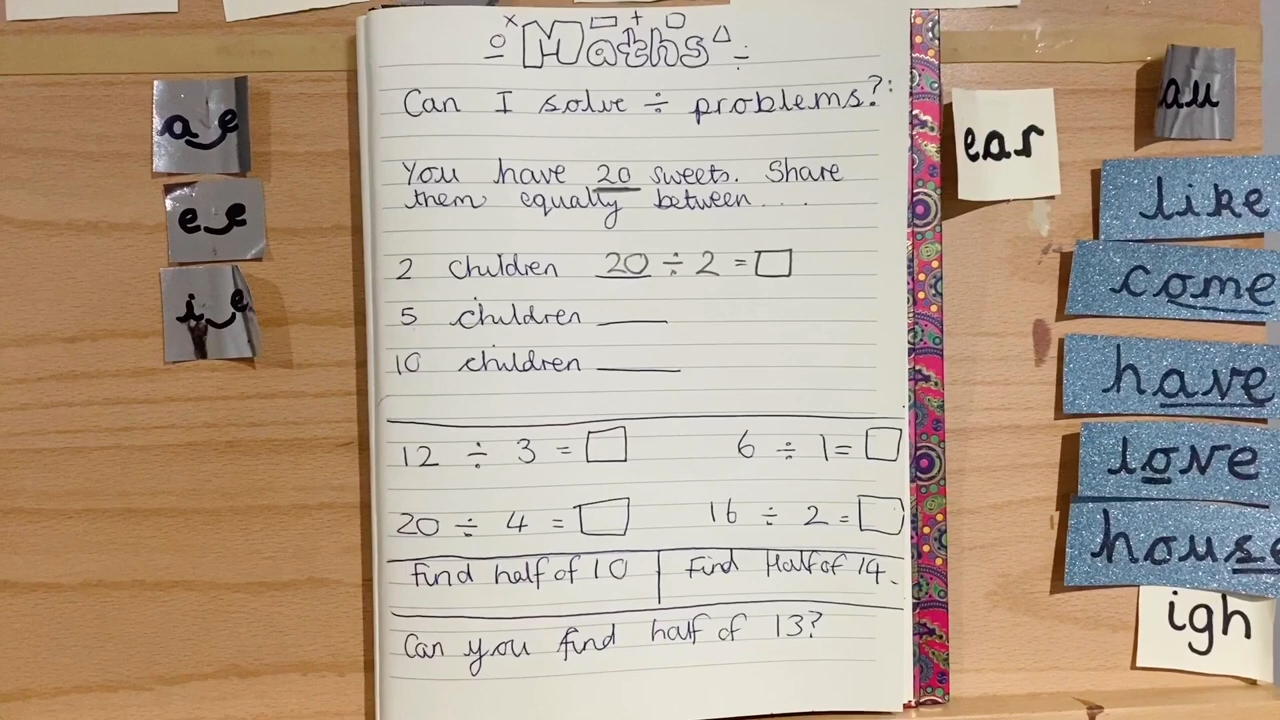 Maths
Can I solve ÷ problems?:
You have 20 sweets. Share
them equally between....
2 children 20 ÷ 2 = □
5 children ____
10 children ____
12 ÷ 3 = □
6 ÷ 1 = □
20 ÷ 4 = □
16 ÷ 2 = □
Find half of 10
Find Half of 14.
Can you find half of 13?
a_e
e_e
i_e
ear
au
like
come
have
love
house
igh